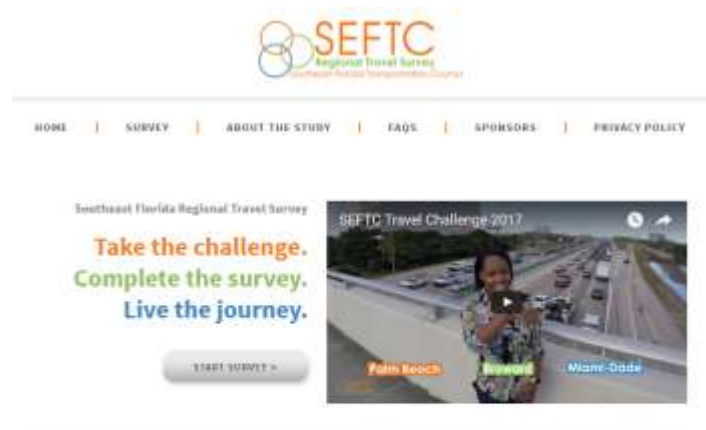 SEFTC
Regional Travel Survey
Southeast Florida Transportation Council
HOME | SURVEY | ABOUT THE STUDY | FAQS | SPONSORS | PRIVACY POLICY
Southeast Florida Regional Travel Survey
Take the challenge.
Complete the survey.
Live the journey.
START SURVEY »
SEFTC Travel Challenge 2017
Palm Beach
Broward
Miami-Dade